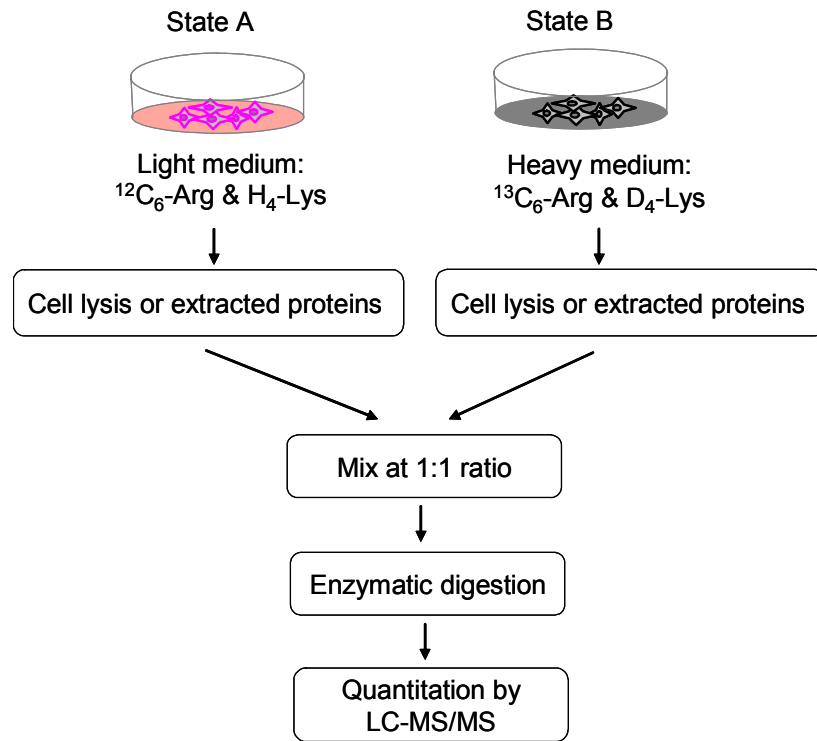 State A
State B
Light medium:
¹²C₆-Arg & H₄-Lys
Heavy medium:
¹³C₆-Arg & D₄-Lys
Cell lysis or extracted proteins
Cell lysis or extracted proteins
Mix at 1:1 ratio
Enzymatic digestion
Quantitation by
LC-MS/MS